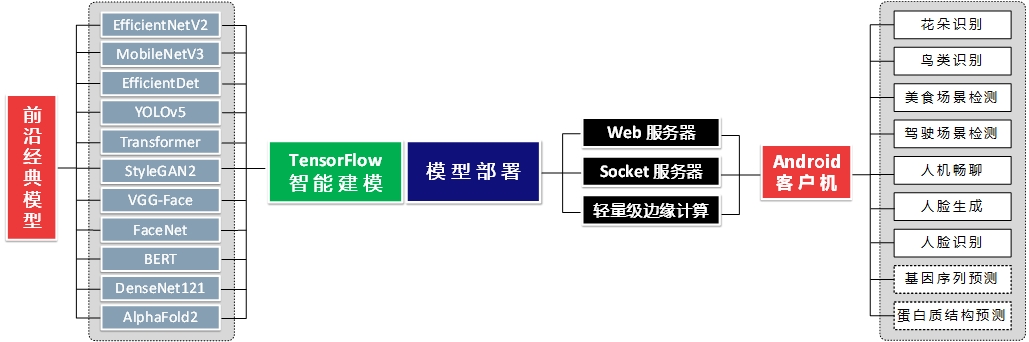 前沿经典模型
EfficientNetV2
MobileNetV3
EfficientDet
YOLOv5
Transformer
StyleGAN2
VGG-Face
FaceNet
BERT
DenseNet121
AlphaFold2
TensorFlow
智能建模
模型部署
Web 服务器
Socket 服务器
轻量级边缘计算
Android
客户机
花朵识别
鸟类识别
美食场景检测
驾驶场景检测
人机畅聊
人脸生成
人脸识别
基因序列预测
蛋白质结构预测